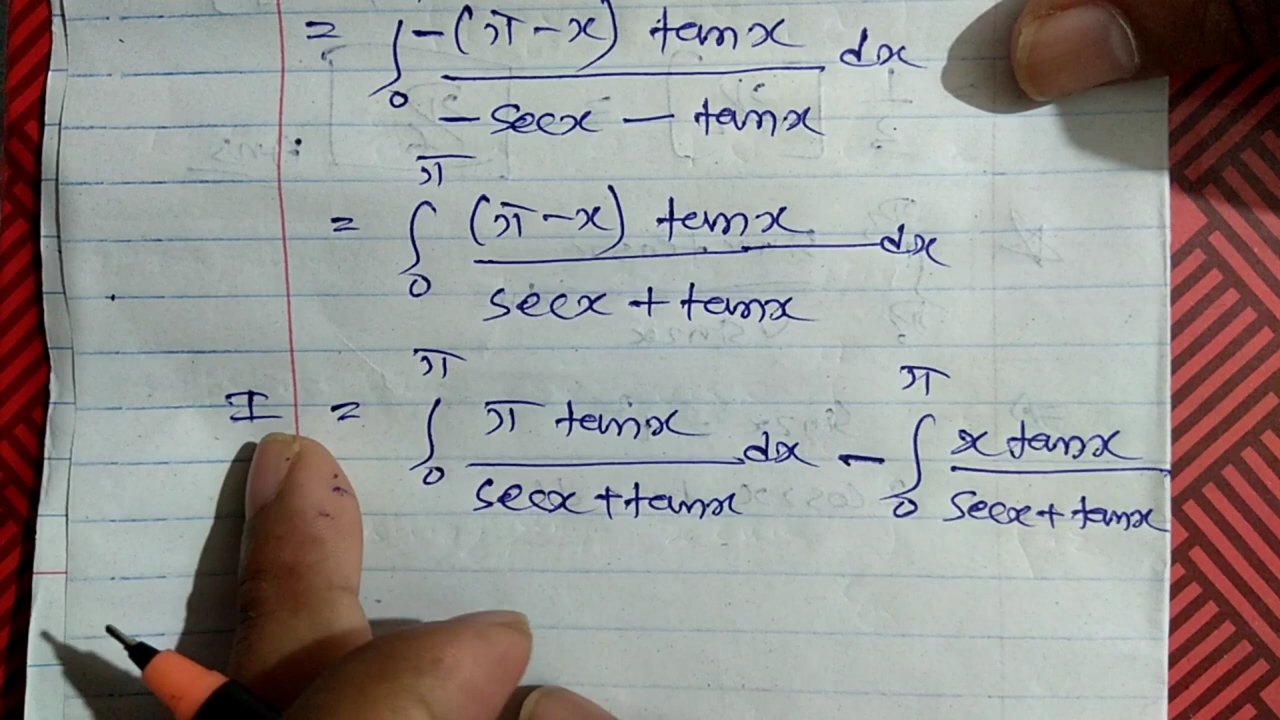 = ∫₀ -(π-x) tanx / -secx - tanx dx
= ∫₀^π (π-x) tanx / secx + tanx dx
I = ∫₀^π π tanx / secx + tanx dx - ∫₀^π x tanx / secx + tanx